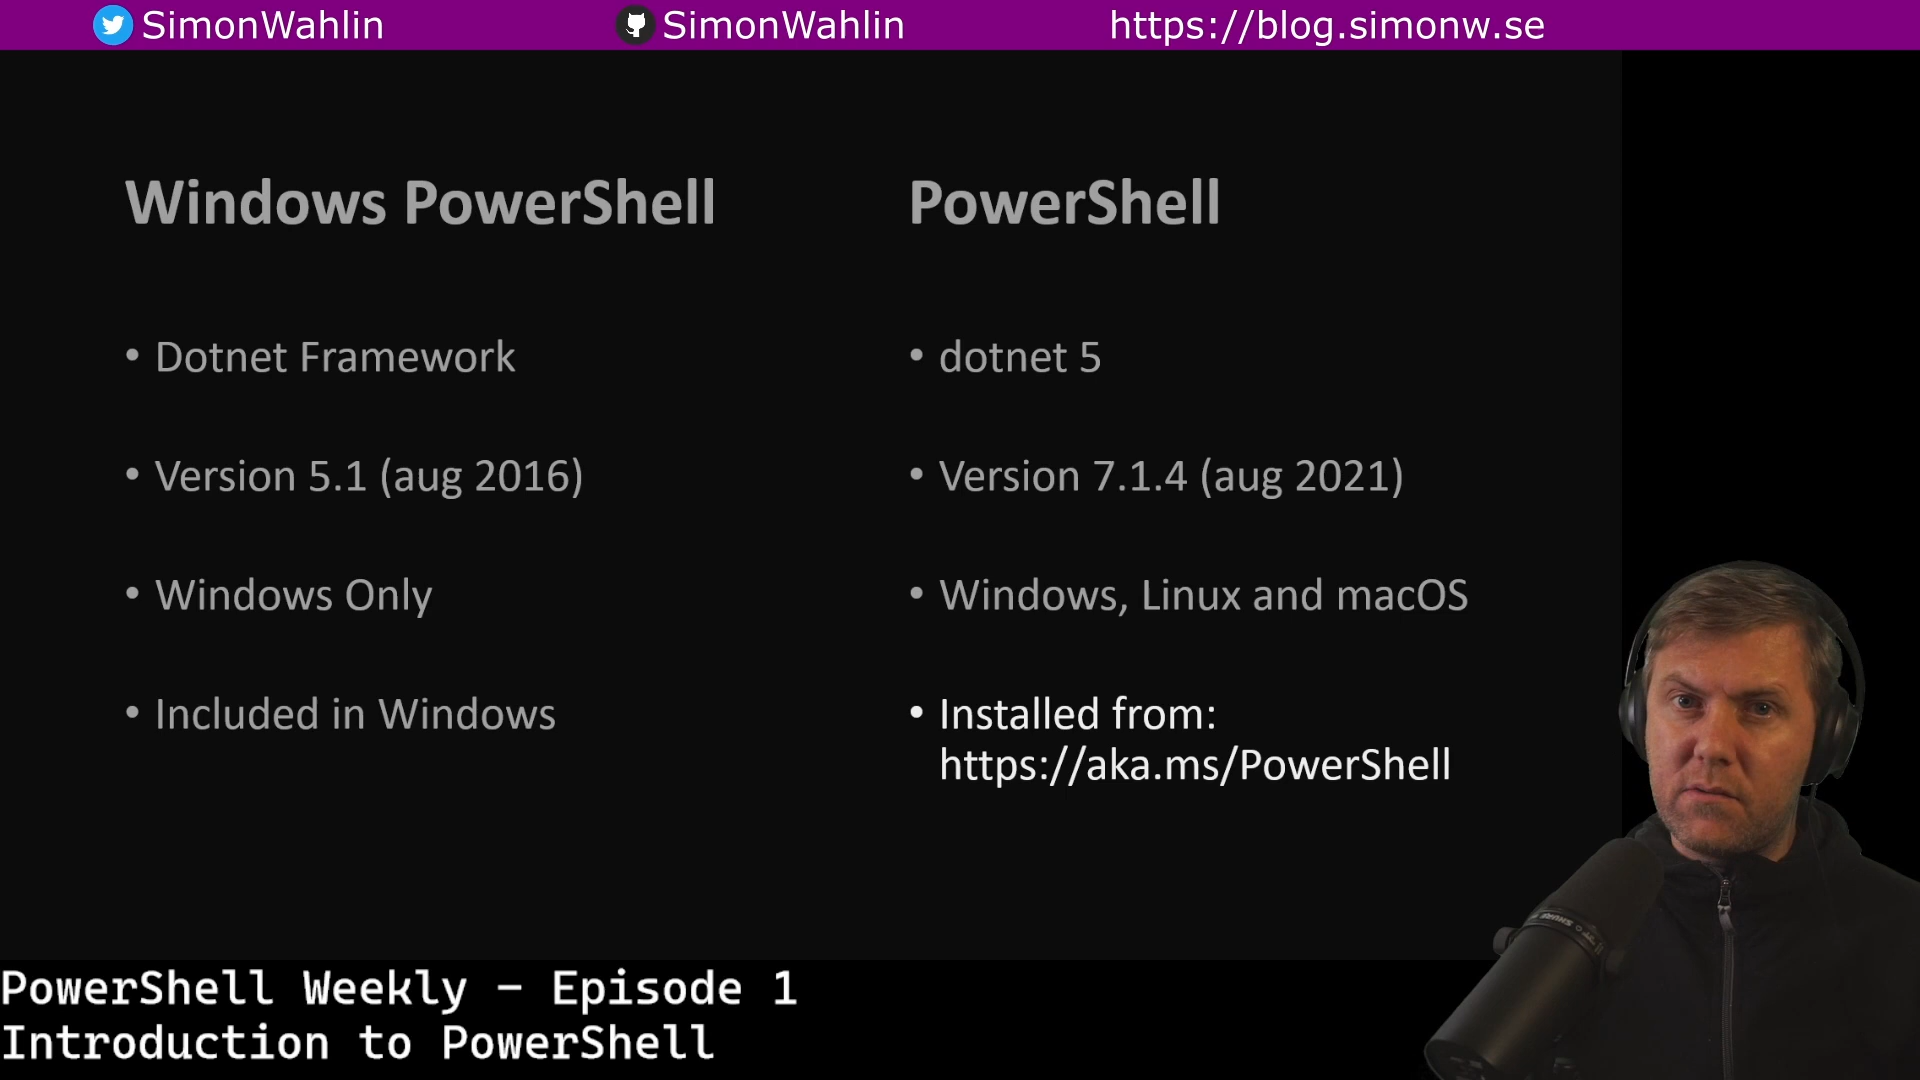 SimonWahlin
SimonWahlin
https://blog.simonw.se
Windows PowerShell
• Dotnet Framework
• Version 5.1 (aug 2016)
• Windows Only
• Included in Windows
PowerShell
• dotnet 5
• Version 7.1.4 (aug 2021)
• Windows, Linux and macOS
• Installed from:
https://aka.ms/PowerShell
SHURE
PowerShell Weekly – Episode 1
Introduction to PowerShell